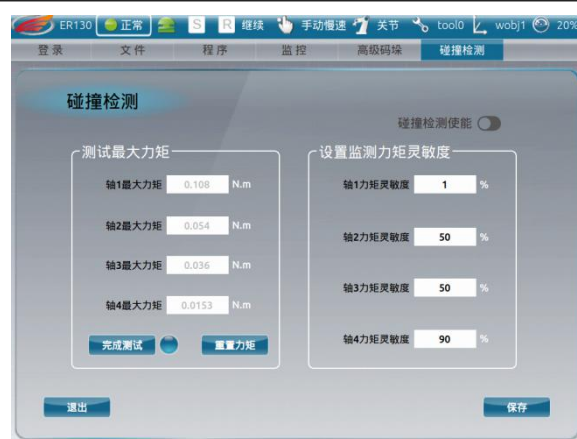 ER130 正常 S R 继续 手动慢速 关节 tool0 wobj1 20%
登录 文件 程序 监控 高级码垛 碰撞检测
碰撞检测
碰撞检测使能
测试最大力矩
轴1最大力矩 0.108 N.m
轴2最大力矩 0.054 N.m
轴3最大力矩 0.036 N.m
轴4最大力矩 0.0153 N.m
完成测试 重置力矩
设置监测力矩灵敏度
轴1力矩灵敏度 1 %
轴2力矩灵敏度 50 %
轴3力矩灵敏度 50 %
轴4力矩灵敏度 90 %
退出 保存